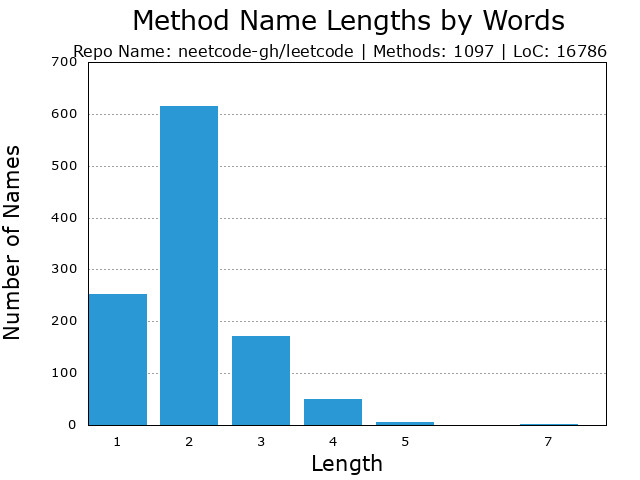 Method Name Lengths by Words
Repo Name: neetcode-gh/leetcode | Methods: 1097 | LoC: 16786
700
600
500
400
300
200
100
0
Number of Names
1 2 3 4 5 7
Length